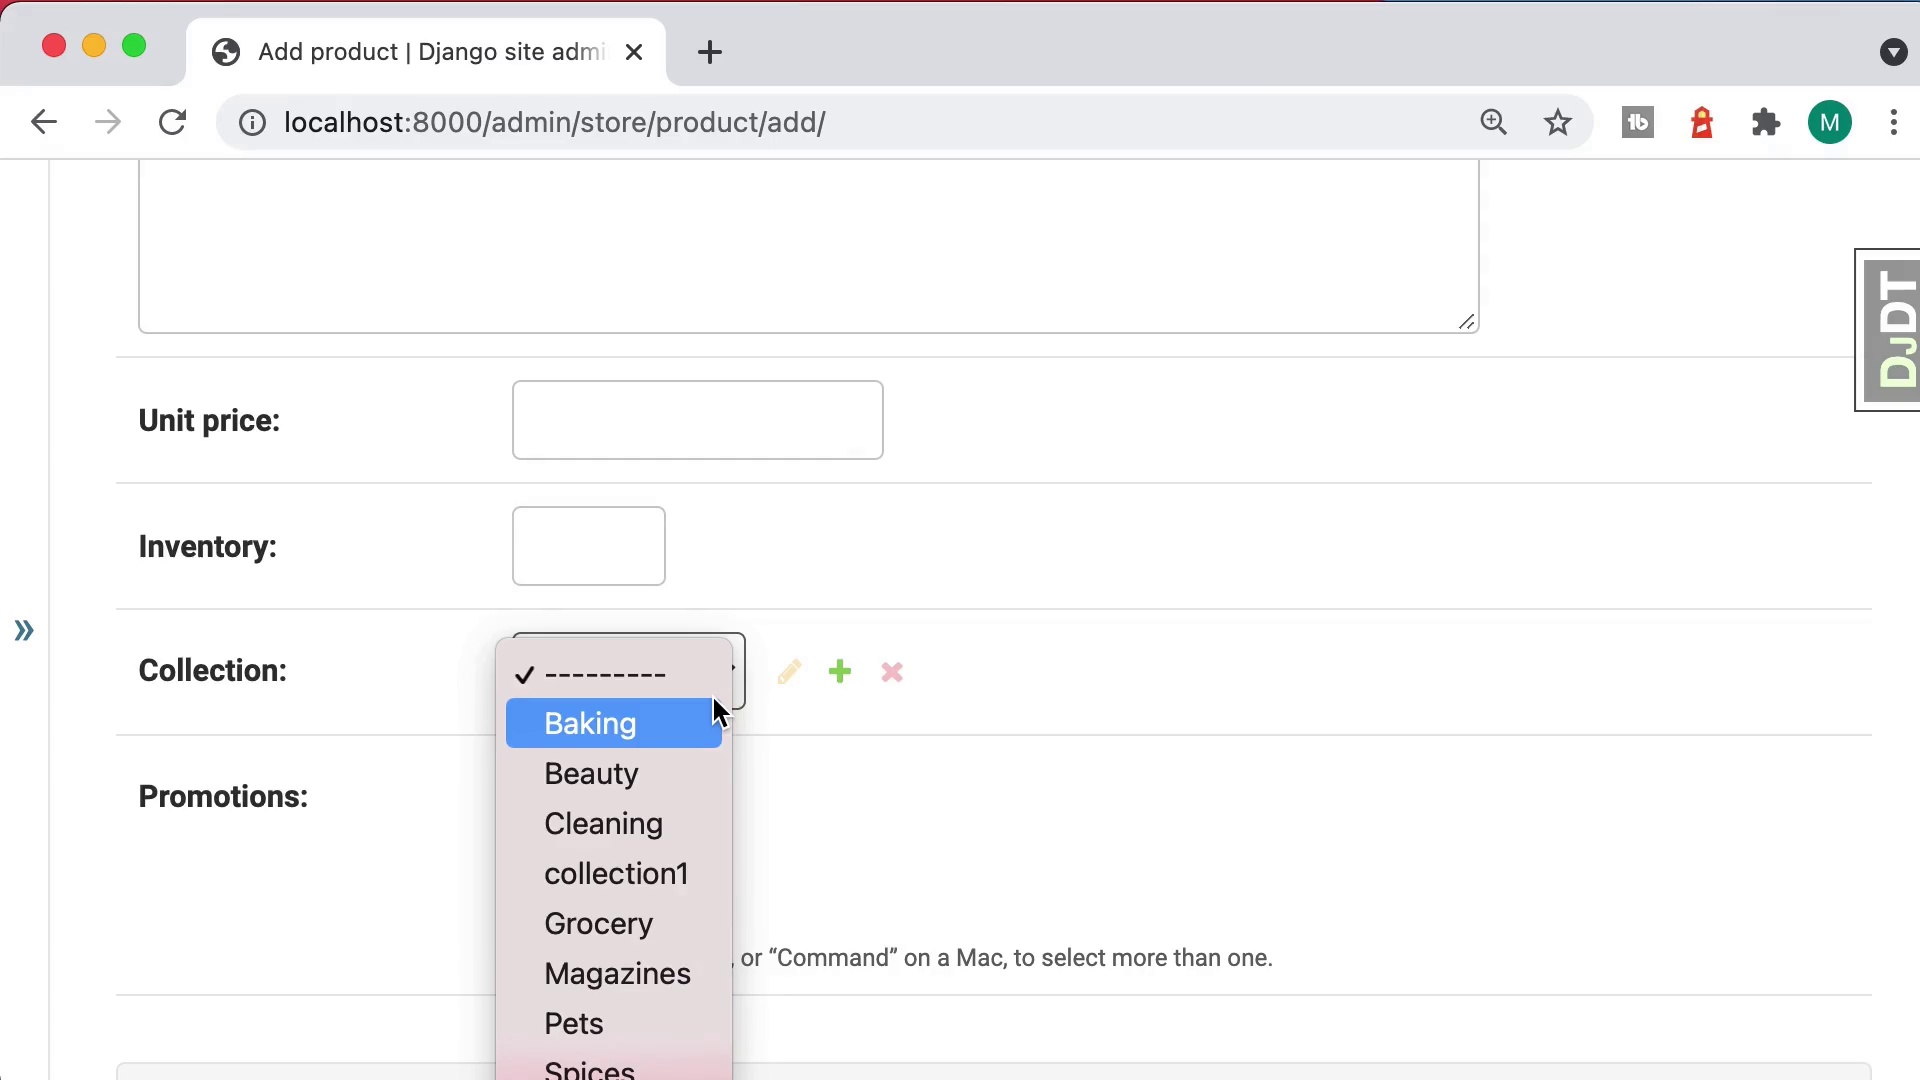 Add product | Django site admi
localhost:8000/admin/store/product/add/
M
DJDT
Unit price:
Inventory:
Collection:
✓ ---------
Baking
Beauty
Cleaning
collection1
Grocery
Magazines
Pets
Spices
Promotions:
, or “Command” on a Mac, to select more than one.